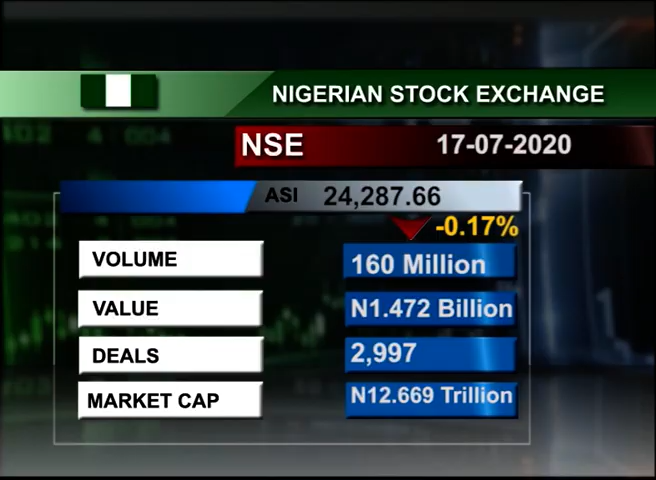 NIGERIAN STOCK EXCHANGE
NSE 17-07-2020
ASI 24,287.66
-0.17%
VOLUME 160 Million
VALUE N1.472 Billion
DEALS 2,997
MARKET CAP N12.669 Trillion